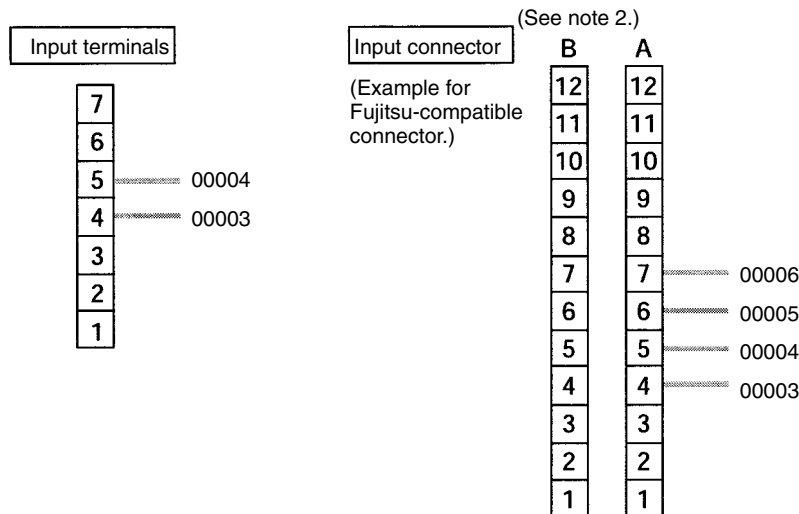 Input terminals
7
6
5 00004
4 00003
3
2
1
(See note 2.)
Input connector
(Example for
Fujitsu-compatible
connector.)
B A
12 12
11 11
10 10
9 9
8 8
7 7 00006
6 6 00005
5 5 00004
4 4 00003
3 3
2 2
1 1